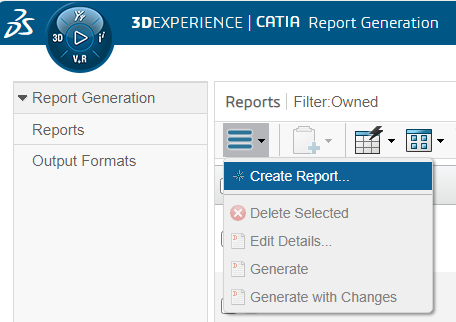 3DEXPERIENCE | CATIA Report Generation
3D
V.R
Report Generation
Reports
Output Formats
Reports Filter:Owned
Create Report...
Delete Selected
Edit Details...
Generate
Generate with Changes